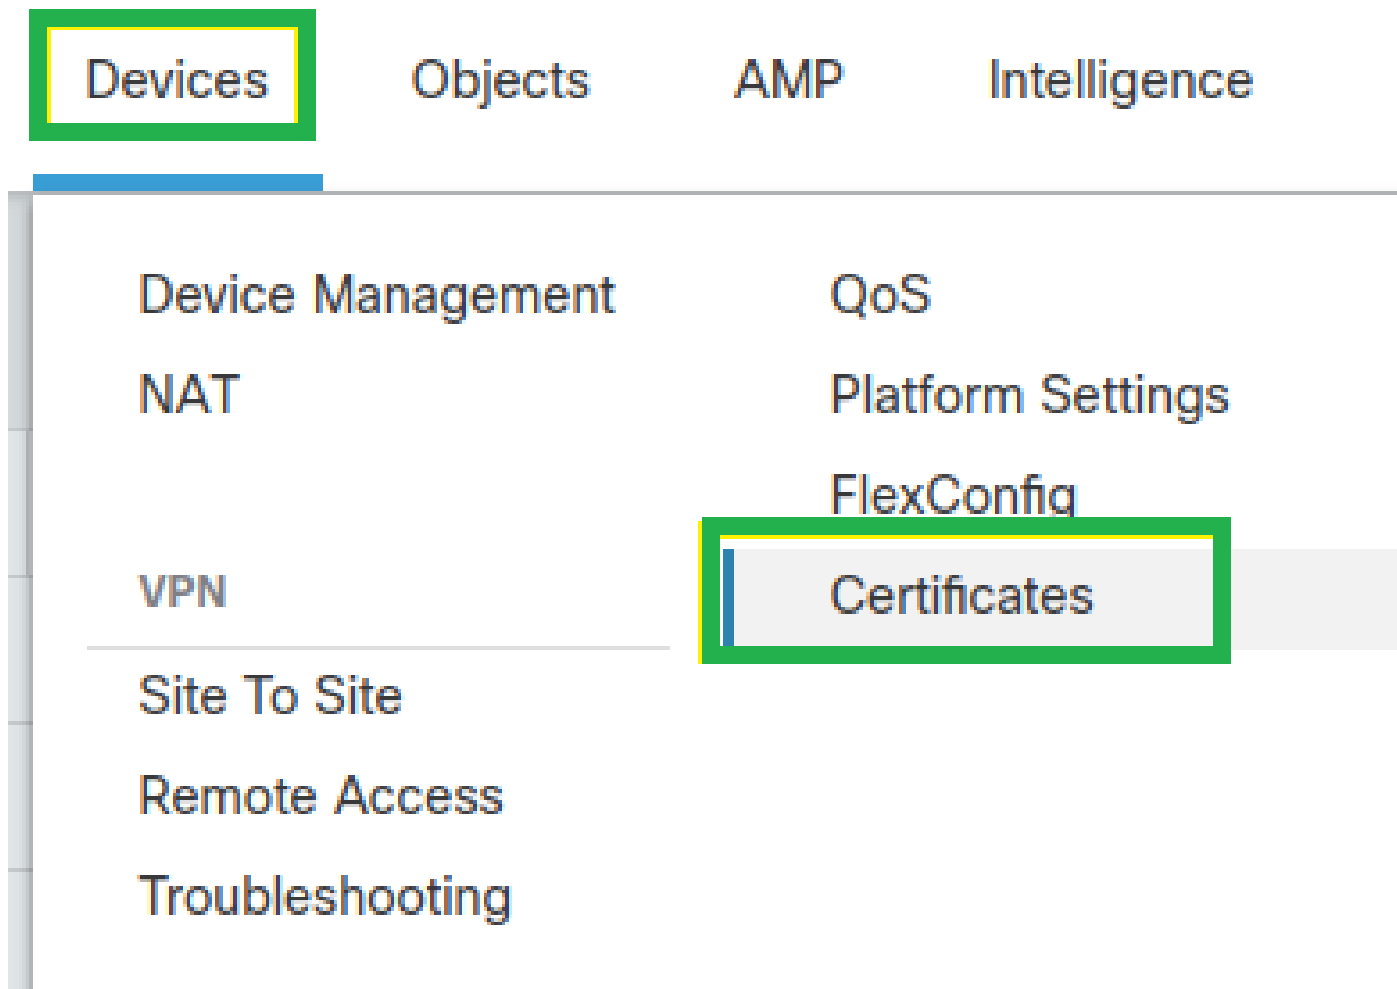 Devices Objects AMP Intelligence
Device Management
NAT
VPN
Site To Site
Remote Access
Troubleshooting
QoS
Platform Settings
FlexConfig
Certificates